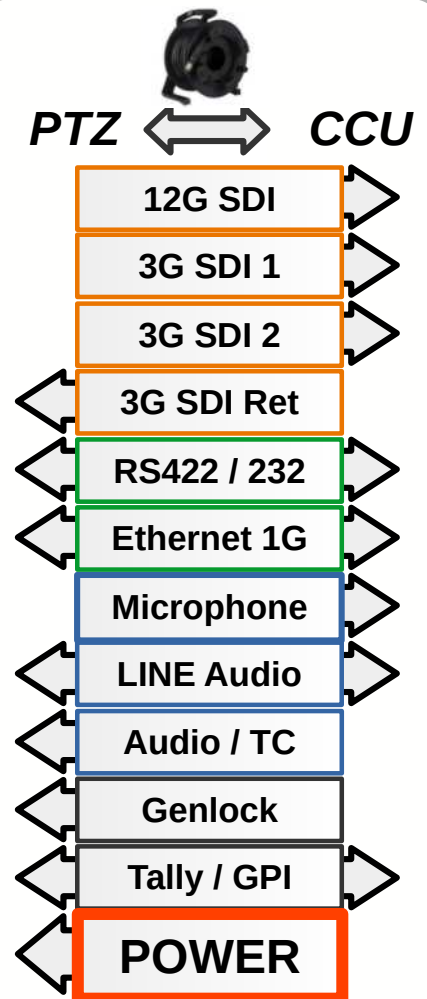 PTZ CCU
12G SDI
3G SDI 1
3G SDI 2
3G SDI Ret
RS422 / 232
Ethernet 1G
Microphone
LINE Audio
Audio / TC
Genlock
Tally / GPI
POWER